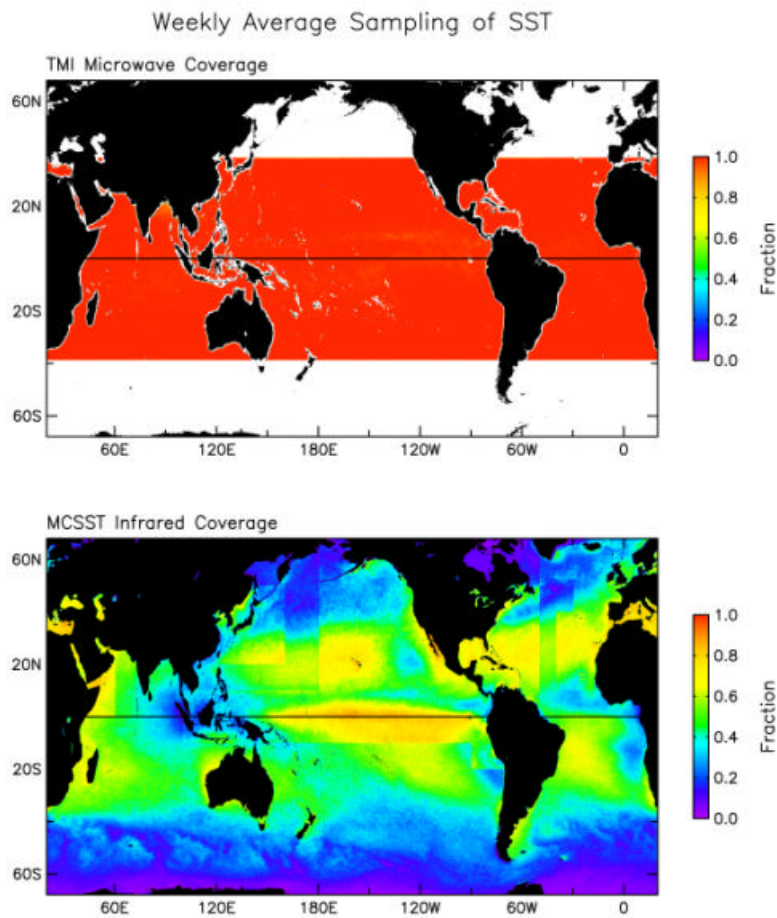 Weekly Average Sampling of SST
TMI Microwave Coverage
60N
20N
20S
60S
60E 120E 180E 120W 60W 0
1.0
0.8
0.6
0.4
0.2
0.0
Fraction
MCSST Infrared Coverage
60N
20N
20S
60S
60E 120E 180E 120W 60W 0
1.0
0.8
0.6
0.4
0.2
0.0
Fraction